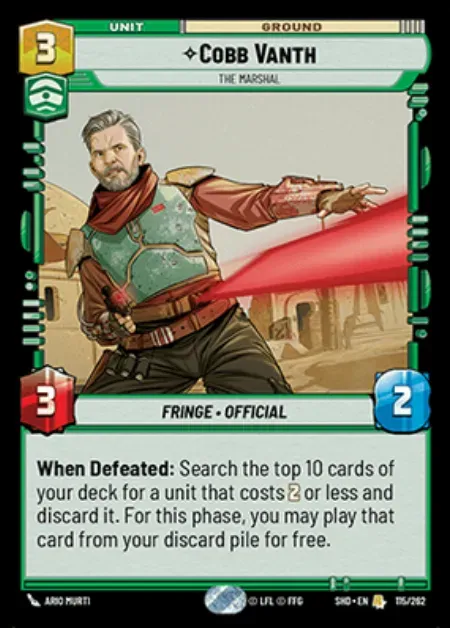 UNIT
GROUND
3
✧COBB VANTH
THE MARSHAL
3
FRINGE • OFFICIAL
2
When Defeated: Search the top 10 cards of
your deck for a unit that costs 2 or less and
discard it. For this phase, you may play that
card from your discard pile for free.
ARIO MURTI
© LFL © FFG
SHD • EN
115/262